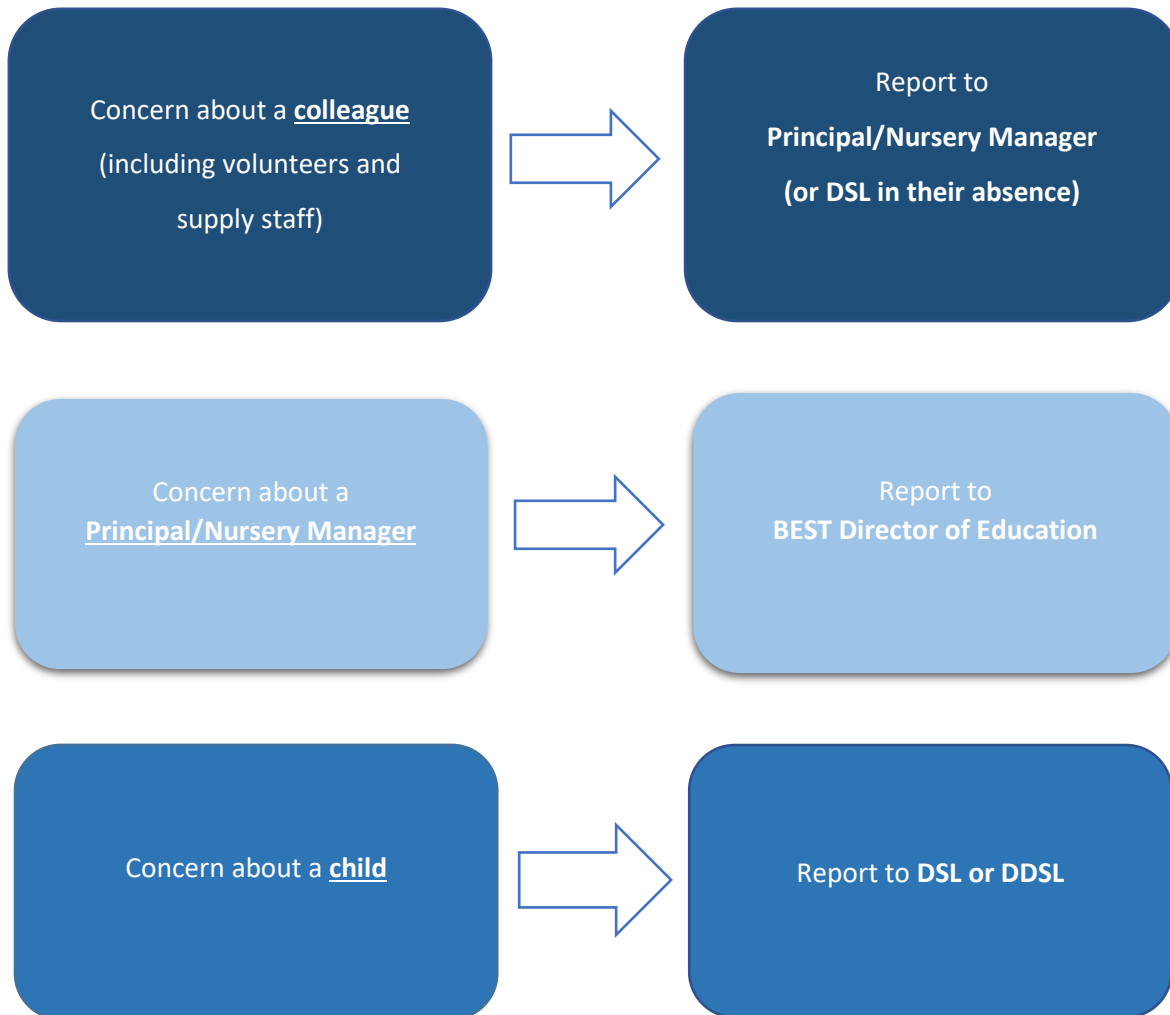 Concern about a colleague
(including volunteers and
supply staff)
Report to
Principal/Nursery Manager
(or DSL in their absence)
Concern about a
Principal/Nursery Manager
Report to
BEST Director of Education
Concern about a child
Report to DSL or DDSL